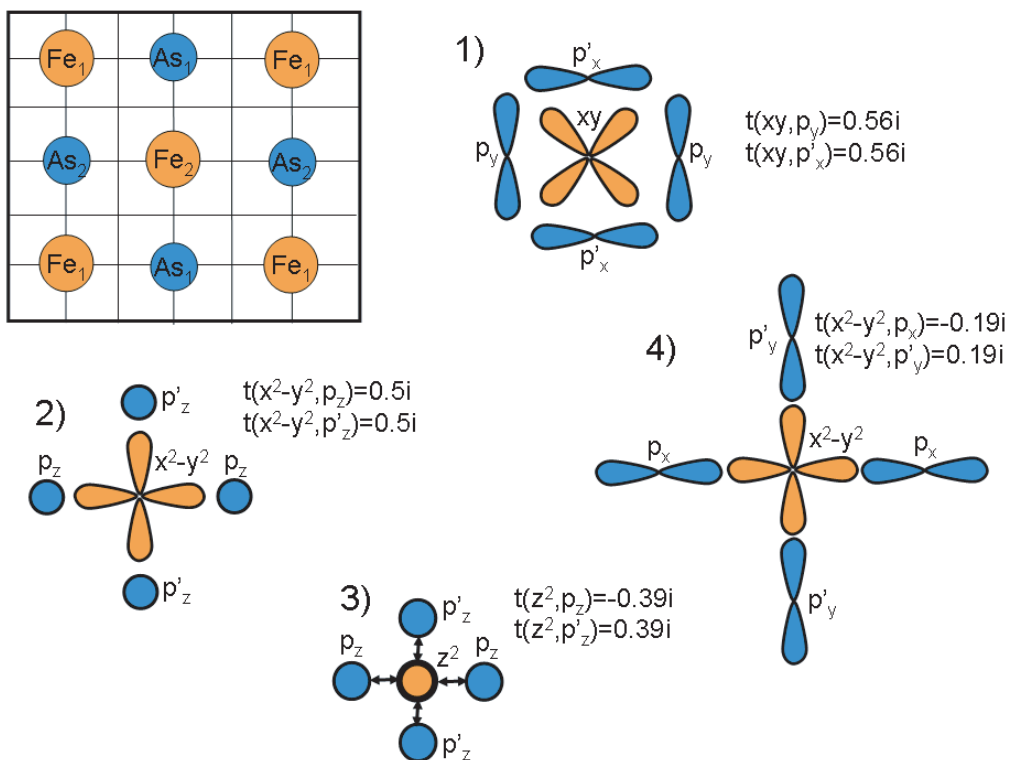 Fe1 As1 Fe1
As2 Fe2 As2
Fe1 As1 Fe1
1)
p'x
xy
py py
p'x
t(xy,py)=0.56i
t(xy,p'x)=0.56i
2)
p'z
x²-y²
pz pz
p'z
t(x²-y²,pz)=0.5i
t(x²-y²,p'z)=0.5i
3)
p'z
pz z² pz
p'z
t(z²,pz)=-0.39i
t(z²,p'z)=0.39i
4)
p'y
x²-y²
px px
p'y
t(x²-y²,px)=-0.19i
t(x²-y²,p'y)=0.19i